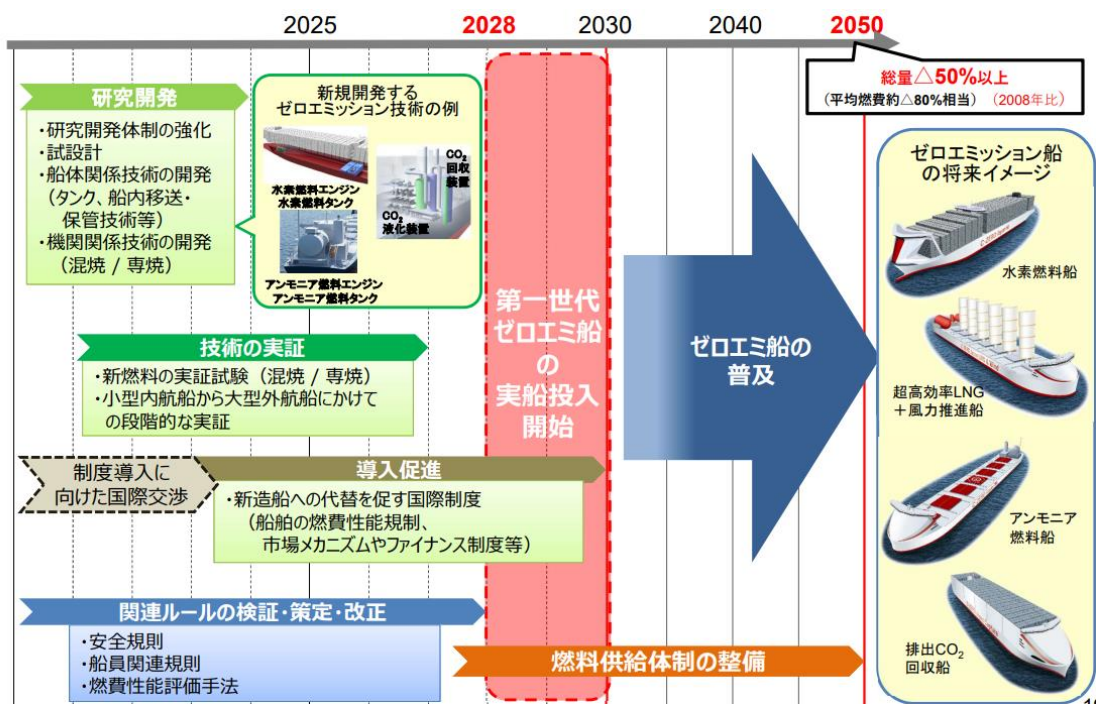 2025
2028
2030
2040
2050
総量△50%以上
(平均燃費約△80%相当)（2008年比）
研究開発
・研究開発体制の強化
・試設計
・船体関係技術の開発
（タンク、船内移送・
保管技術等）
・機関関係技術の開発
（混焼 / 専焼）
新規開発する
ゼロエミッション技術の例
水素燃料エンジン
水素燃料タンク
CO2
回収
装置
CO2
液化装置
アンモニア燃料エンジン
アンモニア燃料タンク
技術の実証
・新燃料の実証試験（混焼 / 専焼）
・小型内航船から大型外航船にかけて
の段階的な実証
制度導入に
向けた国際交渉
導入促進
・新造船への代替を促す国際制度
（船舶の燃費性能規制、
市場メカニズムやファイナンス制度等）
関連ルールの検証・策定・改正
・安全規則
・船員関連規則
・燃費性能評価手法
第一世代
ゼロエミ船
の
実船投入
開始
ゼロエミ船の
普及
燃料供給体制の整備
ゼロエミッション船
の将来イメージ
水素燃料船
超高効率LNG
＋風力推進船
アンモニア
燃料船
排出CO2
回収船